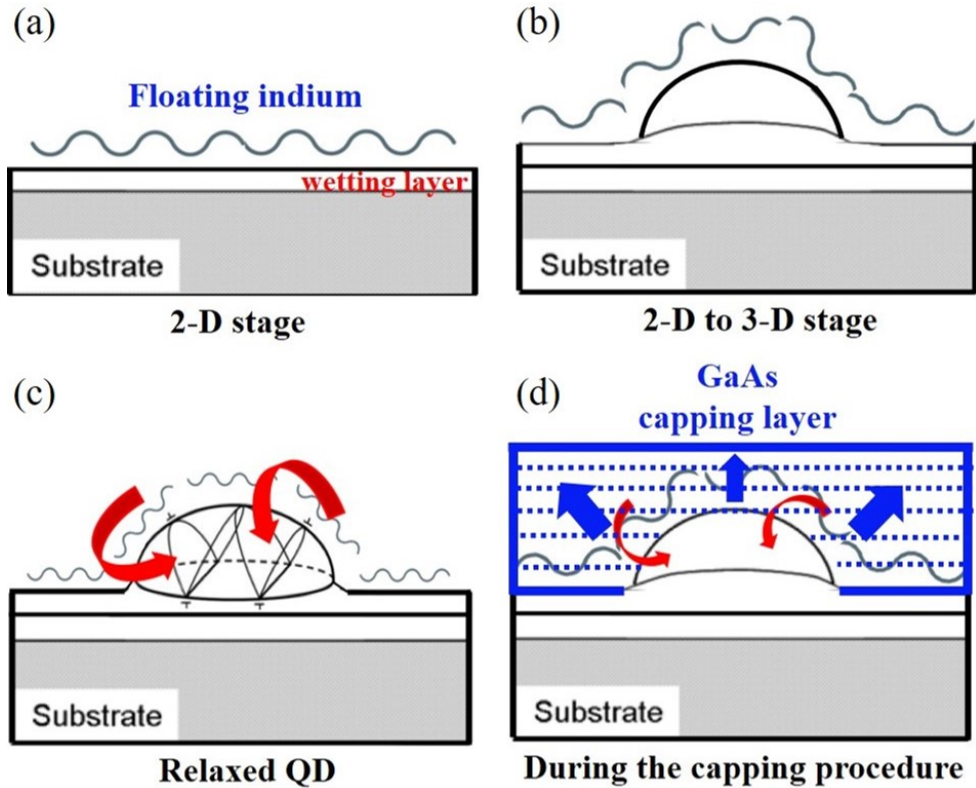 (a)
Floating indium
wetting layer
Substrate
2-D stage
(b)
Substrate
2-D to 3-D stage
(c)
Substrate
Relaxed QD
(d)
GaAs
capping layer
Substrate
During the capping procedure